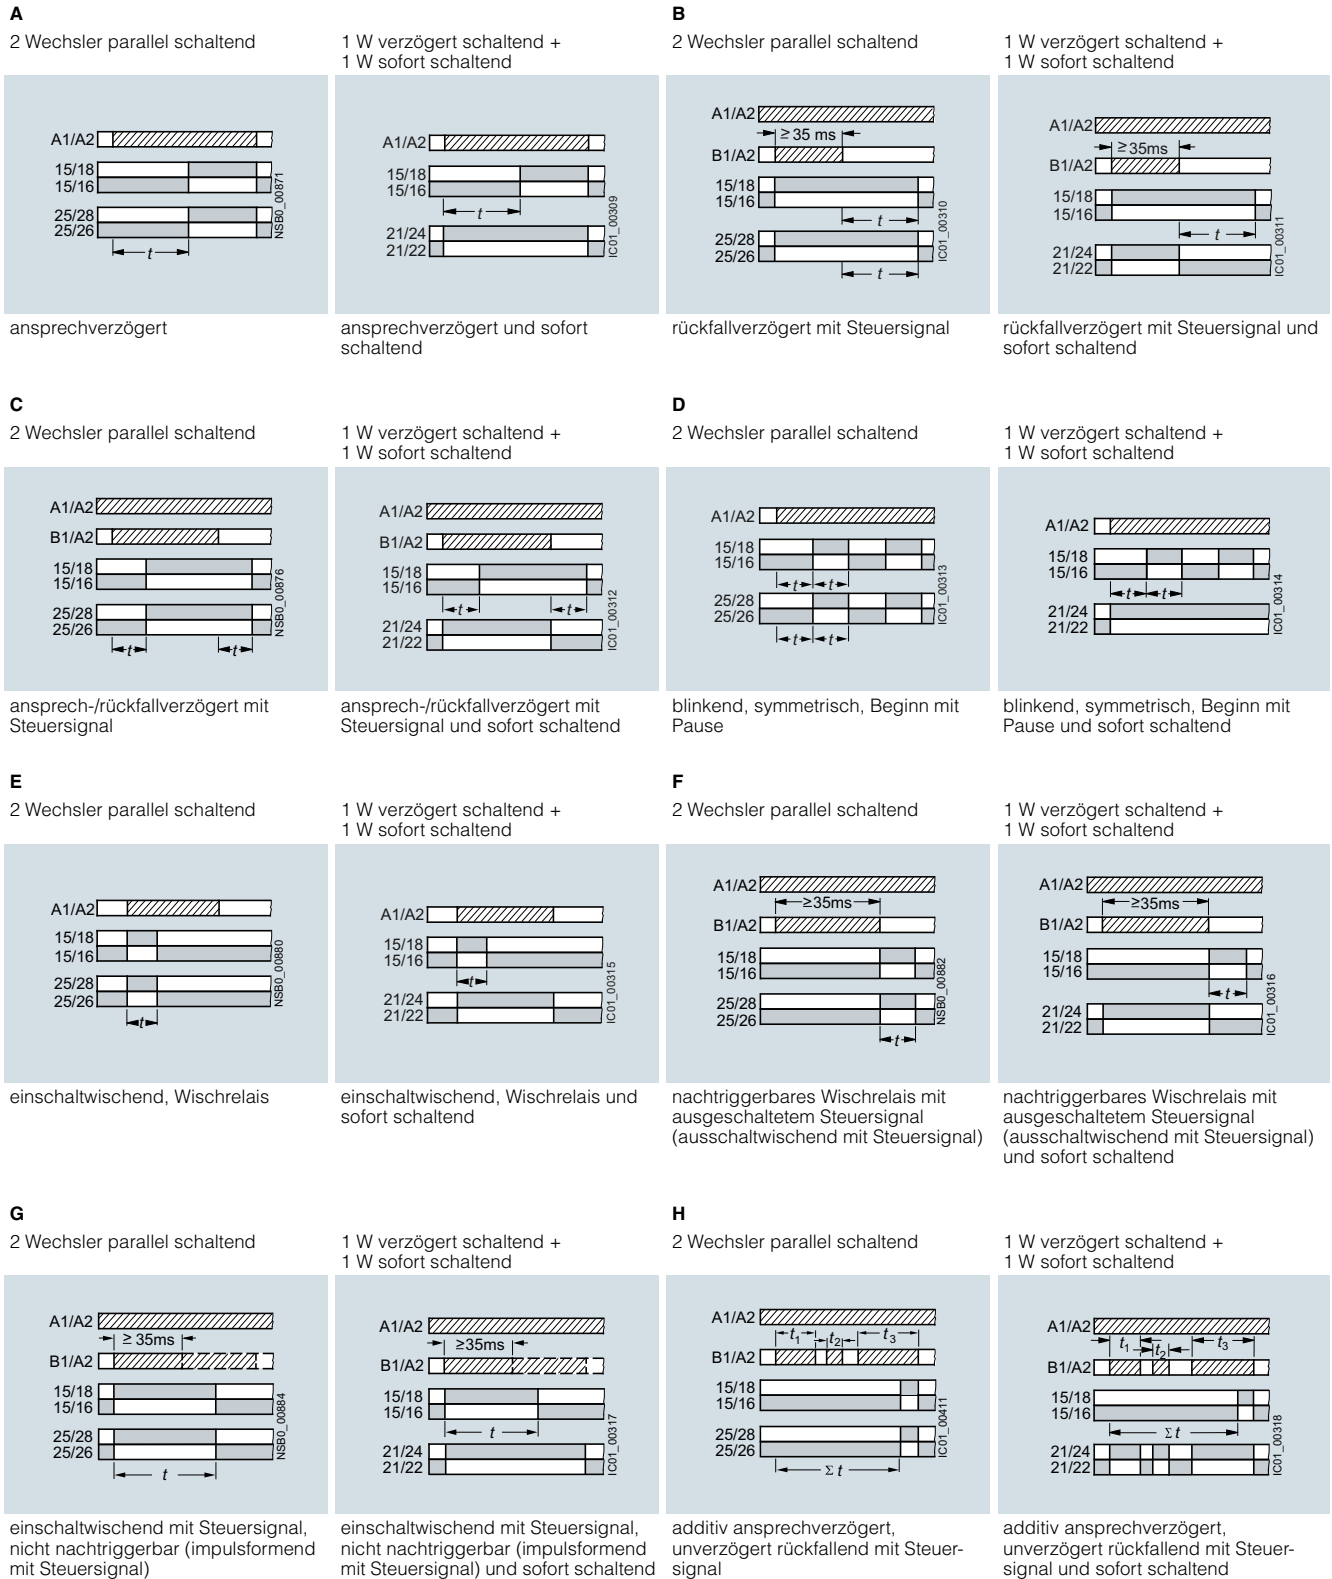 A
2 Wechsler parallel schaltend
1 W verzögert schaltend +
1 W sofort schaltend
A1/A2
15/18
15/16
25/28
25/26
t
NSB0_00871
A1/A2
15/18
15/16
t
21/24
21/22
IC01_00309
ansprechverzögert
ansprechverzögert und sofort
schaltend
B
2 Wechsler parallel schaltend
1 W verzögert schaltend +
1 W sofort schaltend
A1/A2
≥ 35 ms
B1/A2
15/18
15/16
t
25/28
25/26
t
IC01_00310
A1/A2
≥ 35ms
B1/A2
15/18
15/16
t
21/24
21/22
IC01_00311
rückfallverzögert mit Steuersignal
rückfallverzögert mit Steuersignal und
sofort schaltend
C
2 Wechsler parallel schaltend
1 W verzögert schaltend +
1 W sofort schaltend
A1/A2
B1/A2
15/18
15/16
25/28
25/26
t
t
NSB0_00876
A1/A2
B1/A2
15/18
15/16
t
t
21/24
21/22
IC01_00312
ansprech-/rückfallverzögert mit
Steuersignal
ansprech-/rückfallverzögert mit
Steuersignal und sofort schaltend
D
2 Wechsler parallel schaltend
1 W verzögert schaltend +
1 W sofort schaltend
A1/A2
15/18
15/16
t
t
25/28
25/26
t
t
IC01_00313
A1/A2
15/18
15/16
t
t
21/24
21/22
IC01_00314
blinkend, symmetrisch, Beginn mit
Pause
blinkend, symmetrisch, Beginn mit
Pause und sofort schaltend
E
2 Wechsler parallel schaltend
1 W verzögert schaltend +
1 W sofort schaltend
A1/A2
15/18
15/16
25/28
25/26
t
NSB0_00880
A1/A2
15/18
15/16
t
21/24
21/22
IC01_00315
einschaltwischend, Wischrelais
einschaltwischend, Wischrelais und
sofort schaltend
F
2 Wechsler parallel schaltend
1 W verzögert schaltend +
1 W sofort schaltend
A1/A2
≥35ms
B1/A2
15/18
15/16
25/28
25/26
t
NSB0_00882
A1/A2
≥35ms
B1/A2
15/18
15/16
t
21/24
21/22
IC01_00316
nachtriggerbares Wischrelais mit
ausgeschaltetem Steuersignal
(ausschaltwischend mit Steuersignal)
nachtriggerbares Wischrelais mit
ausgeschaltetem Steuersignal
(ausschaltwischend mit Steuersignal)
und sofort schaltend
G
2 Wechsler parallel schaltend
1 W verzögert schaltend +
1 W sofort schaltend
A1/A2
≥ 35ms
B1/A2
15/18
15/16
25/28
25/26
t
NSB0_00884
A1/A2
≥35ms
B1/A2
15/18
15/16
t
21/24
21/22
IC01_00317
einschaltwischend mit Steuersignal,
nicht nachtriggerbar (impulsformend
mit Steuersignal)
einschaltwischend mit Steuersignal,
nicht nachtriggerbar (impulsformend
mit Steuersignal) und sofort schaltend
H
2 Wechsler parallel schaltend
1 W verzögert schaltend +
1 W sofort schaltend
A1/A2
t1 t2 t3
B1/A2
15/18
15/16
25/28
25/26
Σ t
IC01_00411
A1/A2
t1 t2 t3
B1/A2
15/18
15/16
Σ t
21/24
21/22
IC01_00318
additiv ansprechverzögert,
unverzögert rückfallend mit Steuer-
signal
additiv ansprechverzögert,
unverzögert rückfallend mit Steuer-
signal und sofort schaltend